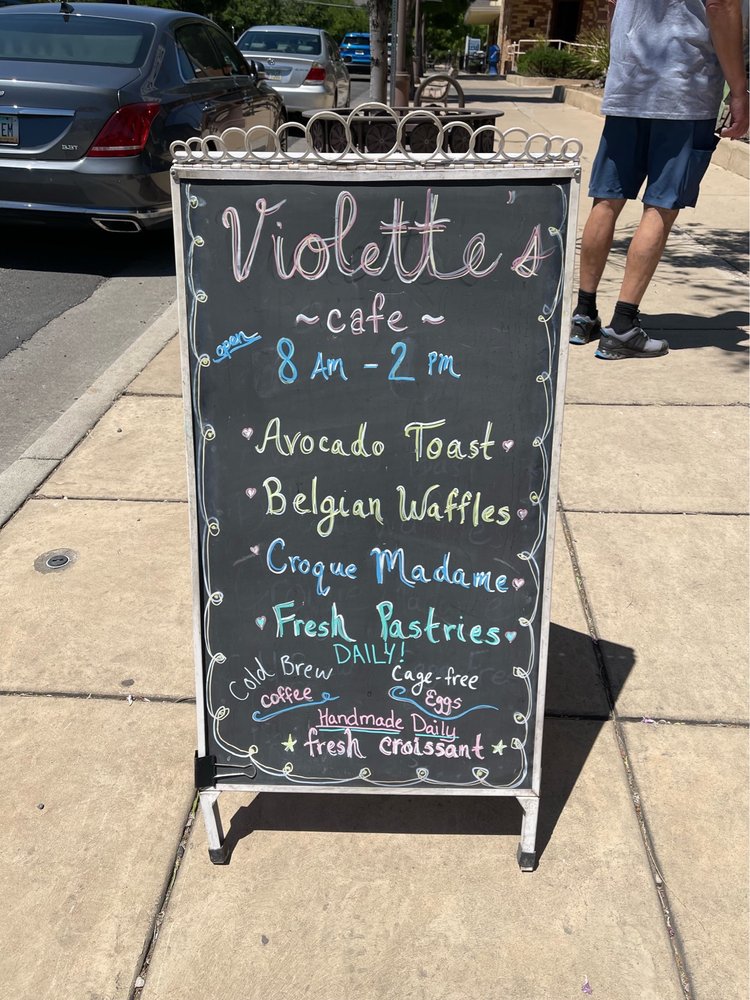 Violette's
~ cafe ~
open
8 AM - 2 PM
Avocado Toast
Belgian Waffles
Croque Madame
Fresh Pastries
DAILY!
Cold Brew
coffee
Cage-free
Eggs
Handmade Daily
fresh croissant